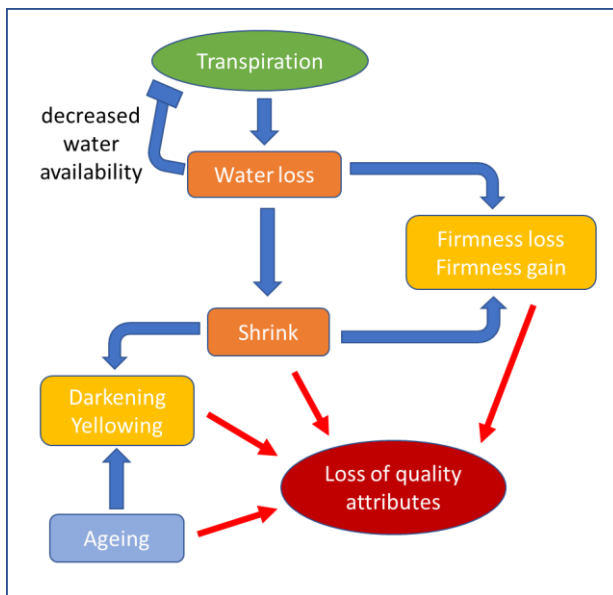 Transpiration
decreased
water
availability
Water loss
Firmness loss
Firmness gain
Shrink
Darkening
Yellowing
Loss of quality
attributes
Ageing